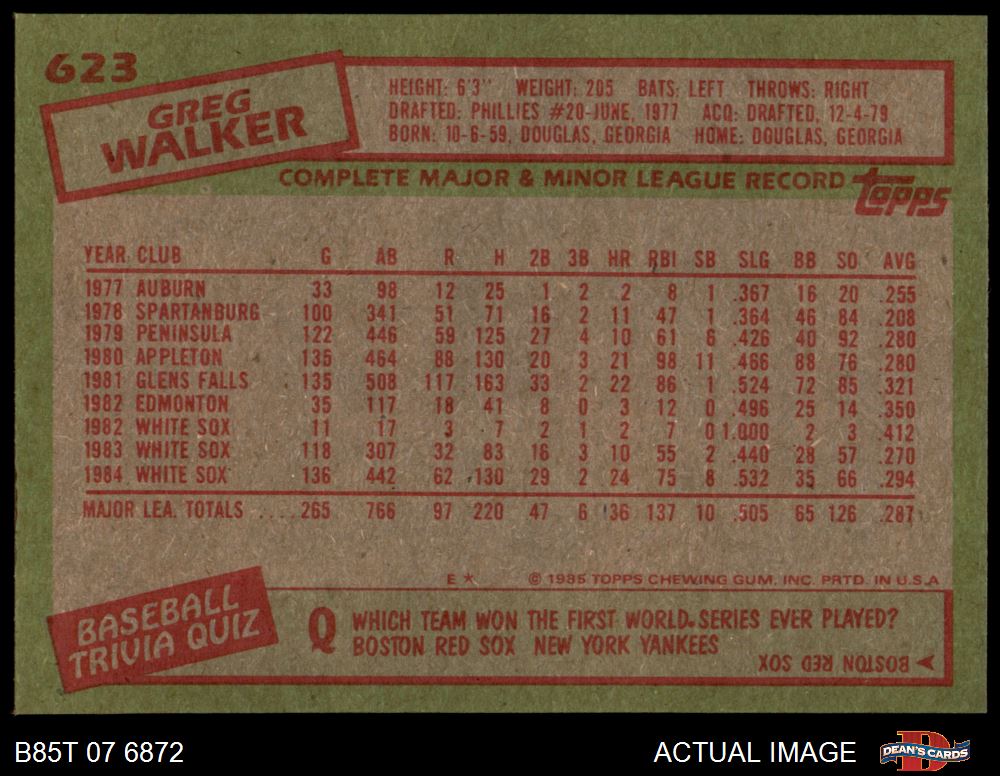 623
GREG
WALKER
HEIGHT: 6'3" WEIGHT: 205 BATS: LEFT THROWS: RIGHT
DRAFTED: PHILLIES #20-JUNE, 1977 ACQ: DRAFTED, 12-4-79
BORN: 10-6-59, DOUGLAS, GEORGIA HOME: DOUGLAS, GEORGIA
COMPLETE MAJOR & MINOR LEAGUE RECORD topps
YEAR CLUB G AB R H 2B 3B HR RBI SB SLG BB SO AVG
1977 AUBURN 33 98 12 25 1 2 2 8 1 .367 16 20 .255
1978 SPARTANBURG 100 341 51 71 16 2 11 47 1 .364 46 84 .208
1979 PENINSULA 122 446 59 125 27 4 10 61 6 .426 40 92 .280
1980 APPLETON 135 464 88 130 20 3 21 98 11 .466 88 76 .280
1981 GLENS FALLS 135 508 117 163 33 2 22 86 1 .524 72 85 .321
1982 EDMONTON 35 117 18 41 8 0 3 12 0 .496 25 14 .350
1982 WHITE SOX 11 17 3 7 2 1 2 7 0 1.000 2 3 .412
1983 WHITE SOX 118 307 32 83 16 3 10 55 2 .440 28 57 .270
1984 WHITE SOX 136 442 62 130 29 2 24 75 8 .532 35 66 .294
MAJOR LEA. TOTALS .... 265 766 97 220 47 6 36 137 10 .505 65 126 .287
E ★ © 1985 TOPPS CHEWING GUM, INC. PRTD. IN U.S.A
BASEBALL
TRIVIA QUIZ
Q WHICH TEAM WON THE FIRST WORLD SERIES EVER PLAYED?
BOSTON RED SOX NEW YORK YANKEES
BOSTON RED SOX
B85T 07 6872
ACTUAL IMAGE
DEAN'S CARDS